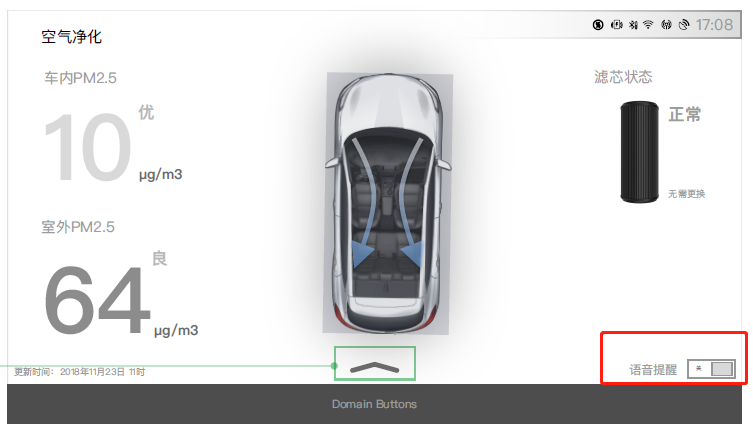 空气净化
17:08
车内PM2.5
10
优
μg/m3
室外PM2.5
64
良
μg/m3
更新时间：2018年11月23日 11时
滤芯状态
正常
无需更换
语音提醒
关
Domain Buttons